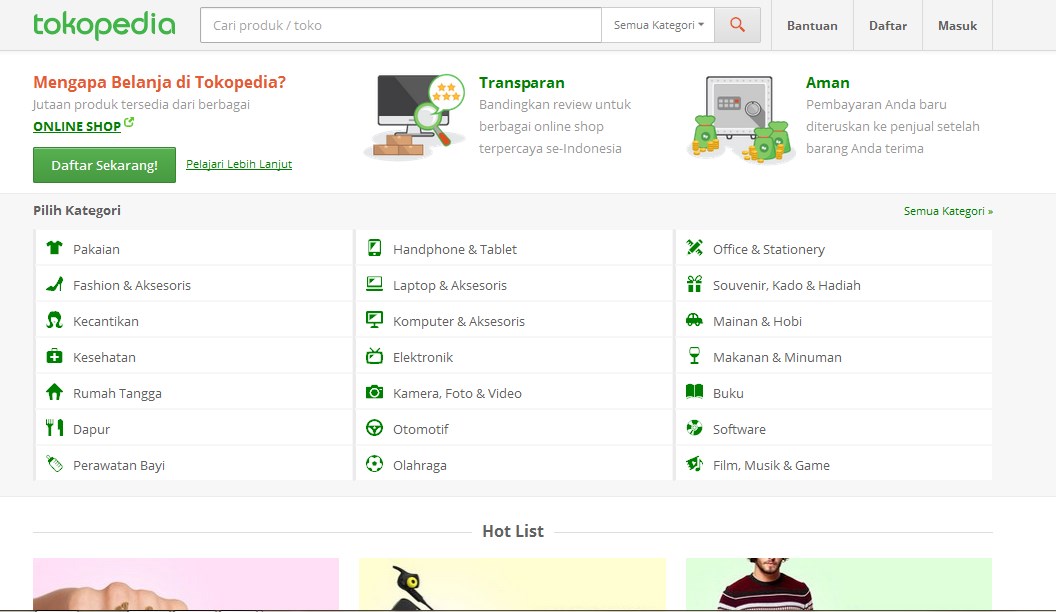 tokopedia
Cari produk / toko
Semua Kategori
Bantuan
Daftar
Masuk
Mengapa Belanja di Tokopedia?
Jutaan produk tersedia dari berbagai
ONLINE SHOP
Daftar Sekarang!
Pelajari Lebih Lanjut
Transparan
Bandingkan review untuk
berbagai online shop
terpercaya se-Indonesia
Aman
Pembayaran Anda baru
diteruskan ke penjual setelah
barang Anda terima
Pilih Kategori
Semua Kategori »
Pakaian
Fashion & Aksesoris
Kecantikan
Kesehatan
Rumah Tangga
Dapur
Perawatan Bayi
Handphone & Tablet
Laptop & Aksesoris
Komputer & Aksesoris
Elektronik
Kamera, Foto & Video
Otomotif
Olahraga
Office & Stationery
Souvenir, Kado & Hadiah
Mainan & Hobi
Makanan & Minuman
Buku
Software
Film, Musik & Game
Hot List